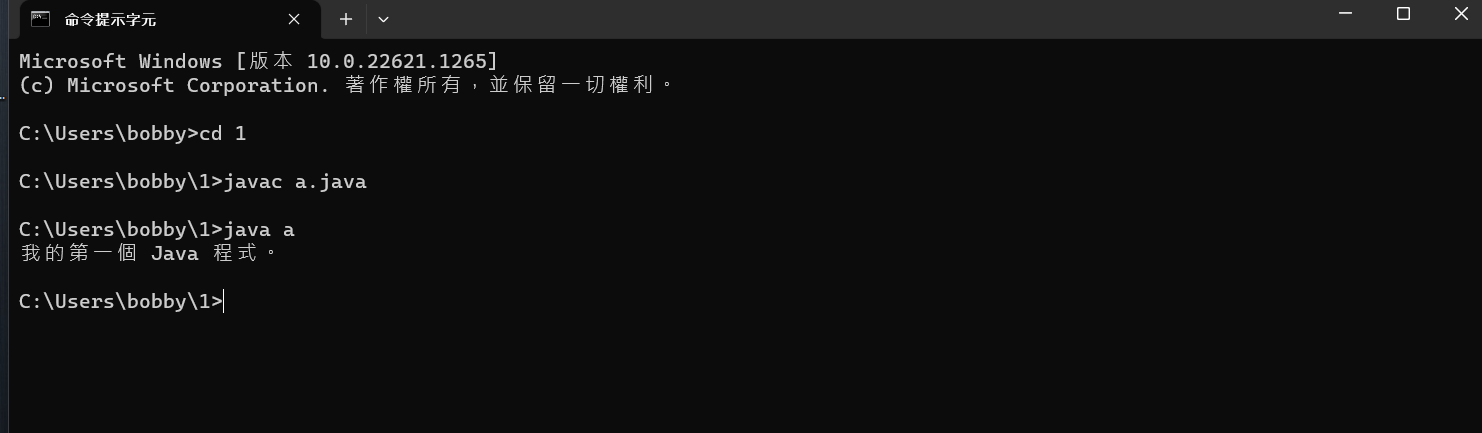 命令提示字元
Microsoft Windows [版本 10.0.22621.1265]
(c) Microsoft Corporation. 著作權所有，並保留一切權利。
C:\Users\bobby>cd 1
C:\Users\bobby\1>javac a.java
C:\Users\bobby\1>java a
我的第一個 Java 程式。
C:\Users\bobby\1>